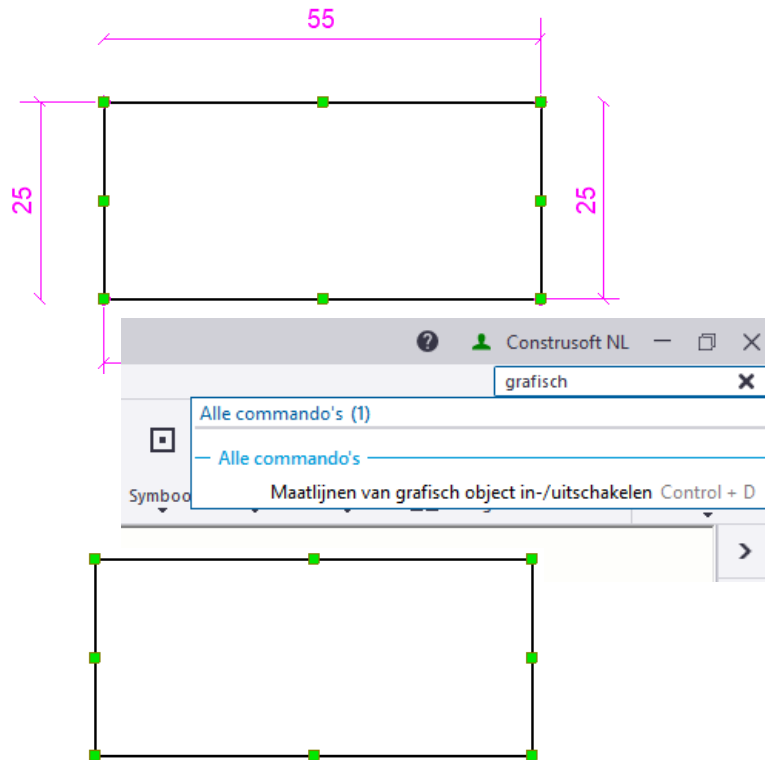 55
25
25
Construsoft NL
grafisch
Alle commando's (1)
Alle commando's
Symboo
Maatlijnen van grafisch object in-/uitschakelen Control + D